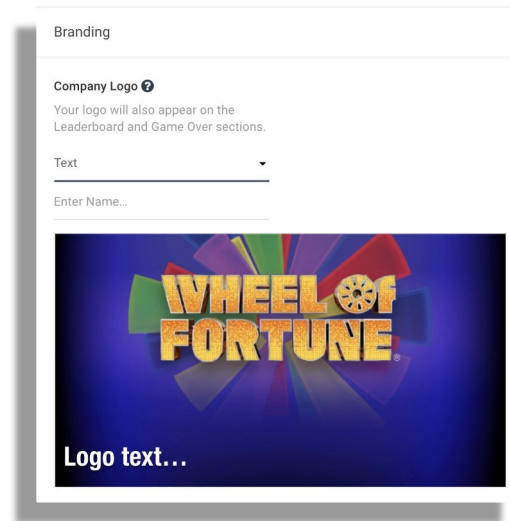 Branding
Company Logo ?
Your logo will also appear on the
Leaderboard and Game Over sections.
Text
Enter Name...
WHEEL OF
FORTUNE®
Logo text...